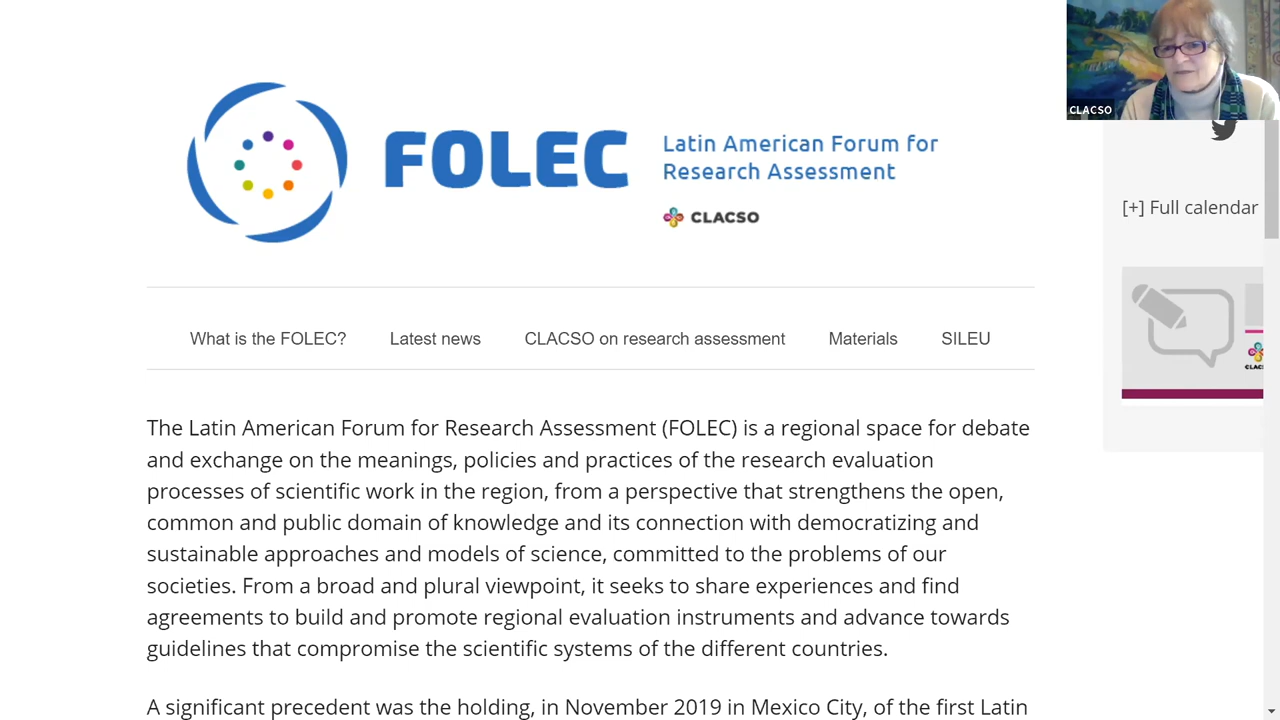 FOLEC
Latin American Forum for
Research Assessment
CLACSO
CLACSO
[+] Full calendar
What is the FOLEC?
Latest news
CLACSO on research assessment
Materials
SILEU
The Latin American Forum for Research Assessment (FOLEC) is a regional space for debate
and exchange on the meanings, policies and practices of the research evaluation
processes of scientific work in the region, from a perspective that strengthens the open,
common and public domain of knowledge and its connection with democratizing and
sustainable approaches and models of science, committed to the problems of our
societies. From a broad and plural viewpoint, it seeks to share experiences and find
agreements to build and promote regional evaluation instruments and advance towards
guidelines that compromise the scientific systems of the different countries.
A significant precedent was the holding, in November 2019 in Mexico City, of the first Latin